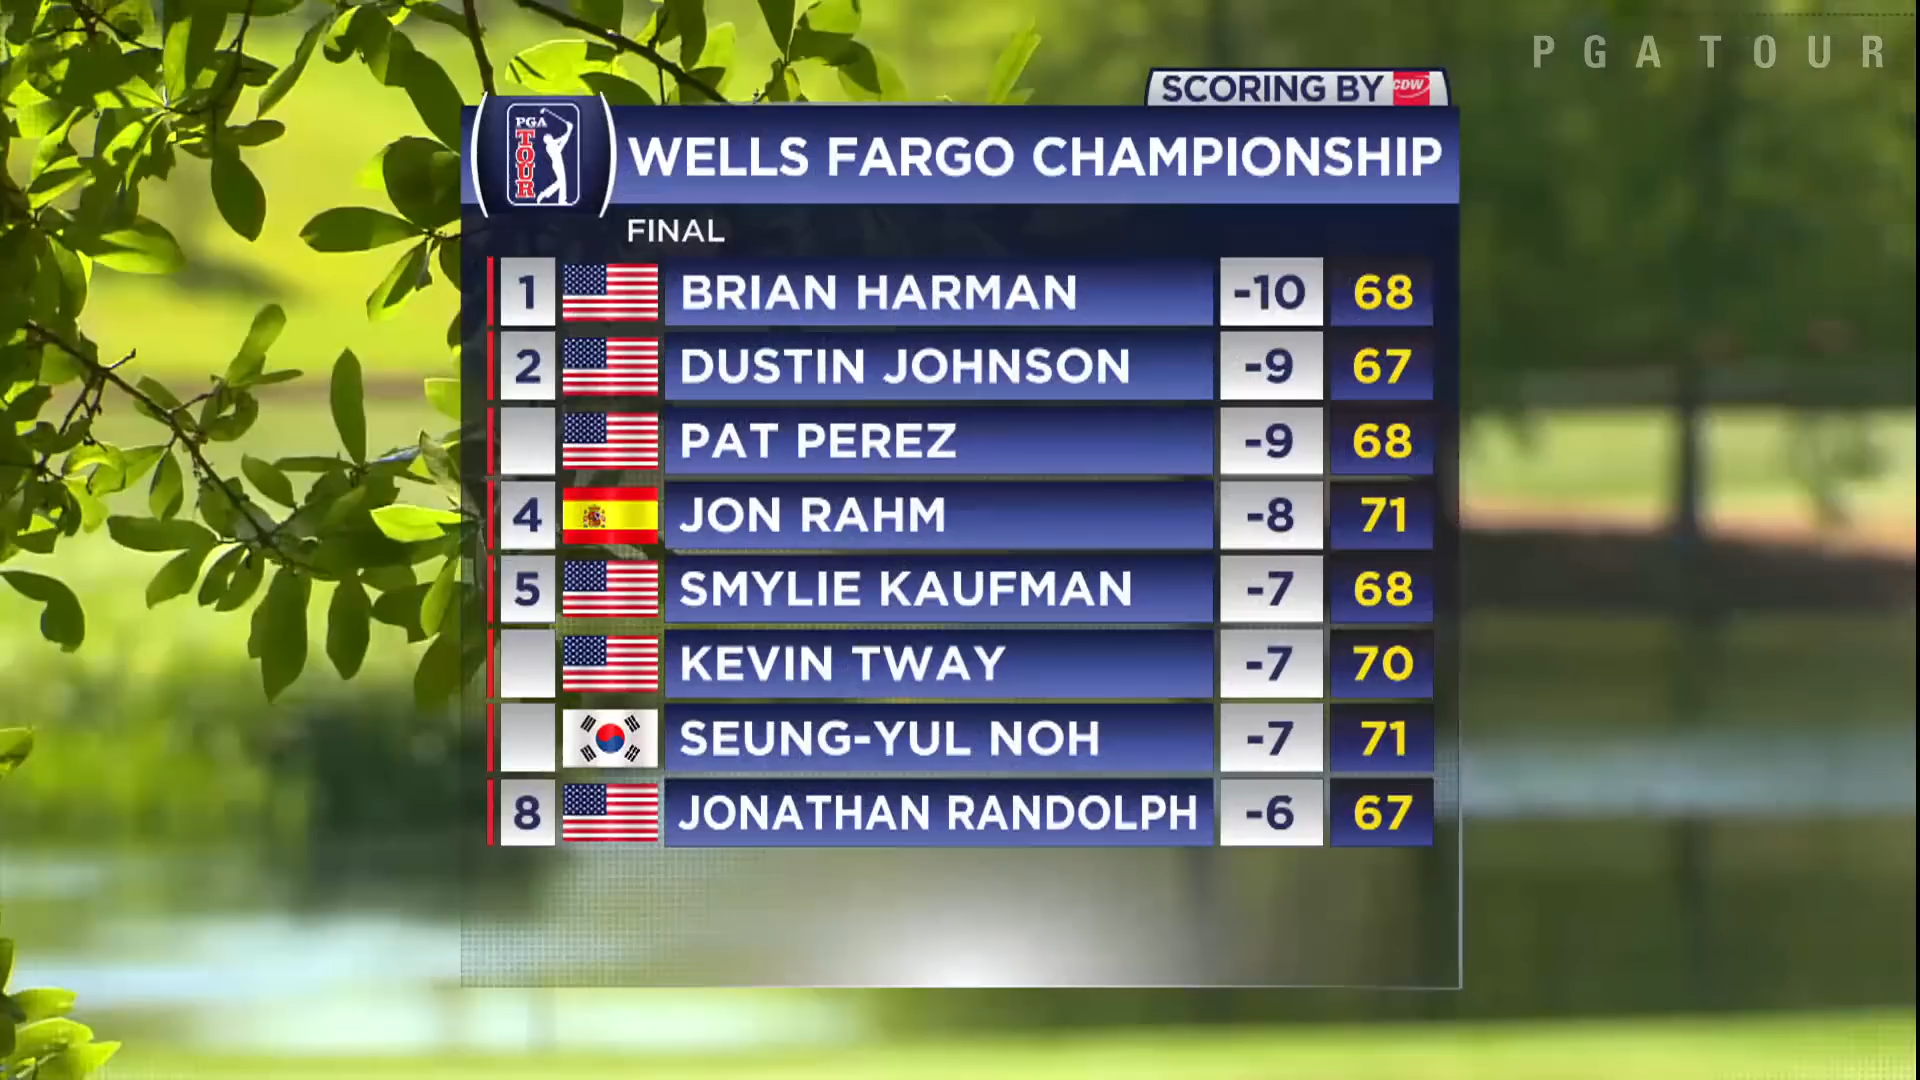 PGA TOUR
SCORING BY CDW
PGA TOUR
WELLS FARGO CHAMPIONSHIP
FINAL
1 BRIAN HARMAN -10 68
2 DUSTIN JOHNSON -9 67
PAT PEREZ -9 68
4 JON RAHM -8 71
5 SMYLIE KAUFMAN -7 68
KEVIN TWAY -7 70
SEUNG-YUL NOH -7 71
8 JONATHAN RANDOLPH -6 67